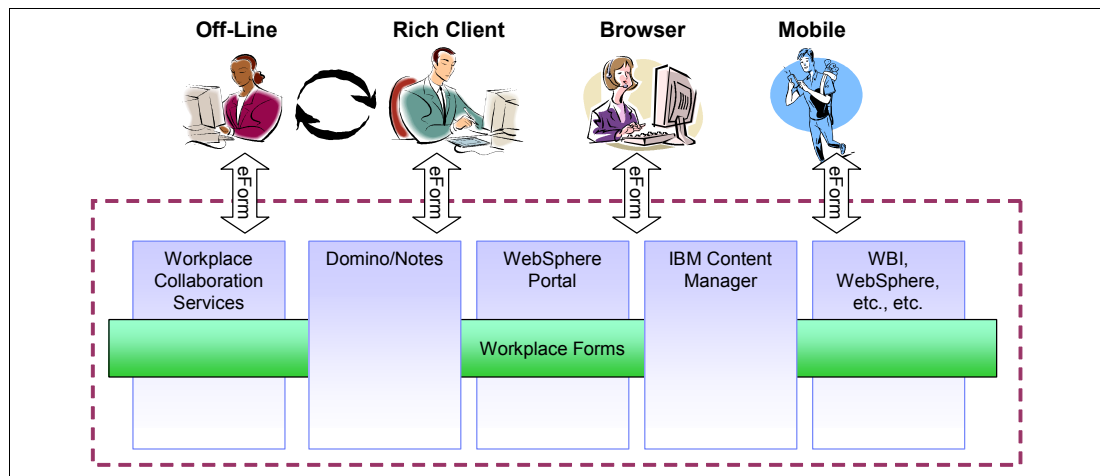 Off-Line
Rich Client
Browser
Mobile
eForm
eForm
eForm
eForm
Workplace
Collaboration
Services
Domino/Notes
WebSphere
Portal
IBM Content
Manager
WBI,
WebSphere,
etc., etc.
Workplace Forms